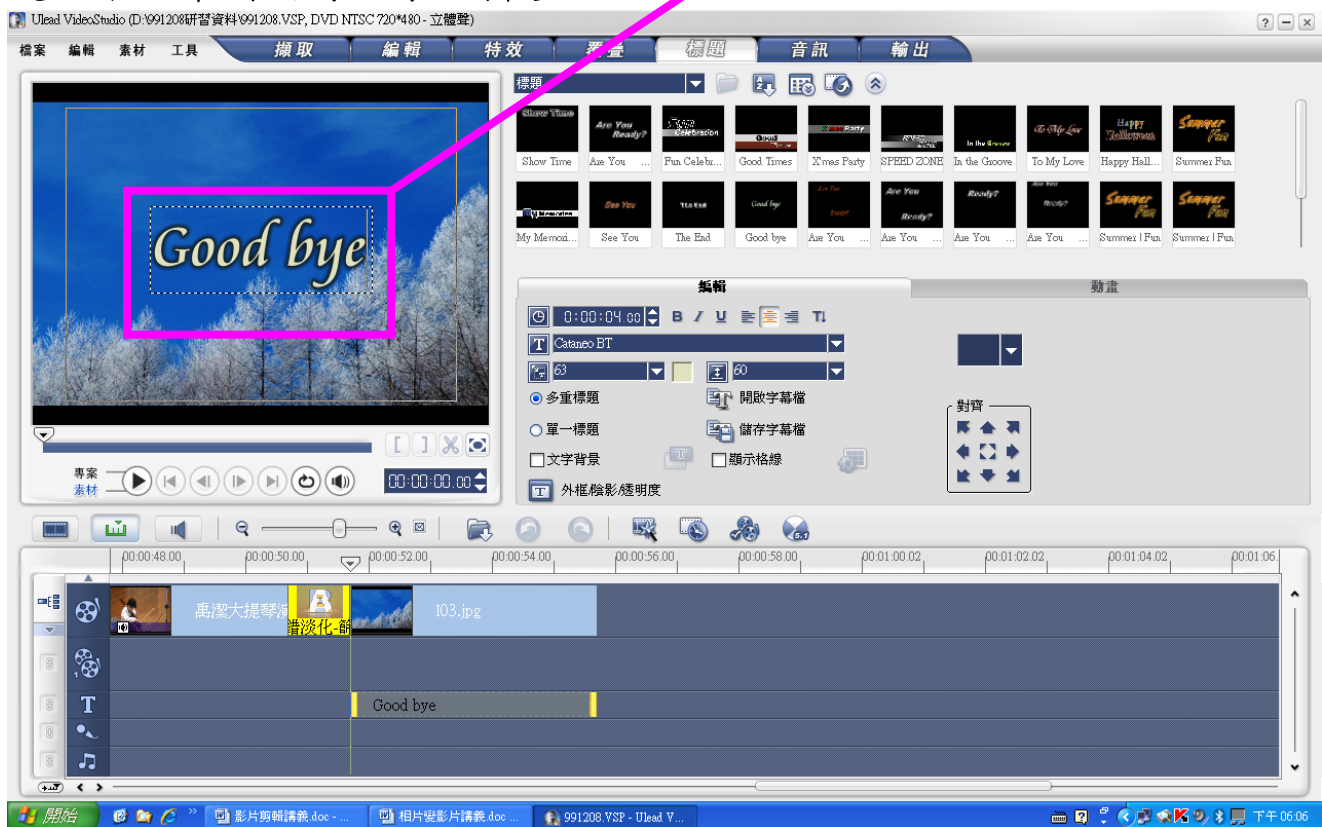 Ulead VideoStudio (D:\991208研習資料\991208.VSP, DVD NTSC 720*480 - 立體聲)
檔案 編輯 素材 工具 擷取 編輯 特效 覆疊 標題 音訊 輸出
標題
Show Time Are You ... Fun Celebr... Good Times X'mas Party SPEED ZONE In the Groove To My Love Happy Hall... Summer Fun
My Memori... See You The End Good bye Are You ... Are You ... Are You ... Are You ... Summer ! Fun Summer ! Fun
Good bye
編輯 動畫
0:00:04.00 B I U
Cataneo BT
63 60
多重標題 開啟字幕檔
單一標題 儲存字幕檔
文字背景 顯示格線
外框/陰影/透明度
對齊
專案
素材
00:00:00.00
00:00:48.00 00:00:50.00 00:00:52.00 00:00:54.00 00:00:56.00 00:00:58.00 00:01:00.02 00:01:02.02 00:01:04.02 00:01:06.
禹潔大提琴演 I03.jpg
淡化-篩
Good bye
開始 影片剪輯講義.doc - ... 相片變影片講義.doc ... 991208.VSP - Ulead V... 下午 06:06